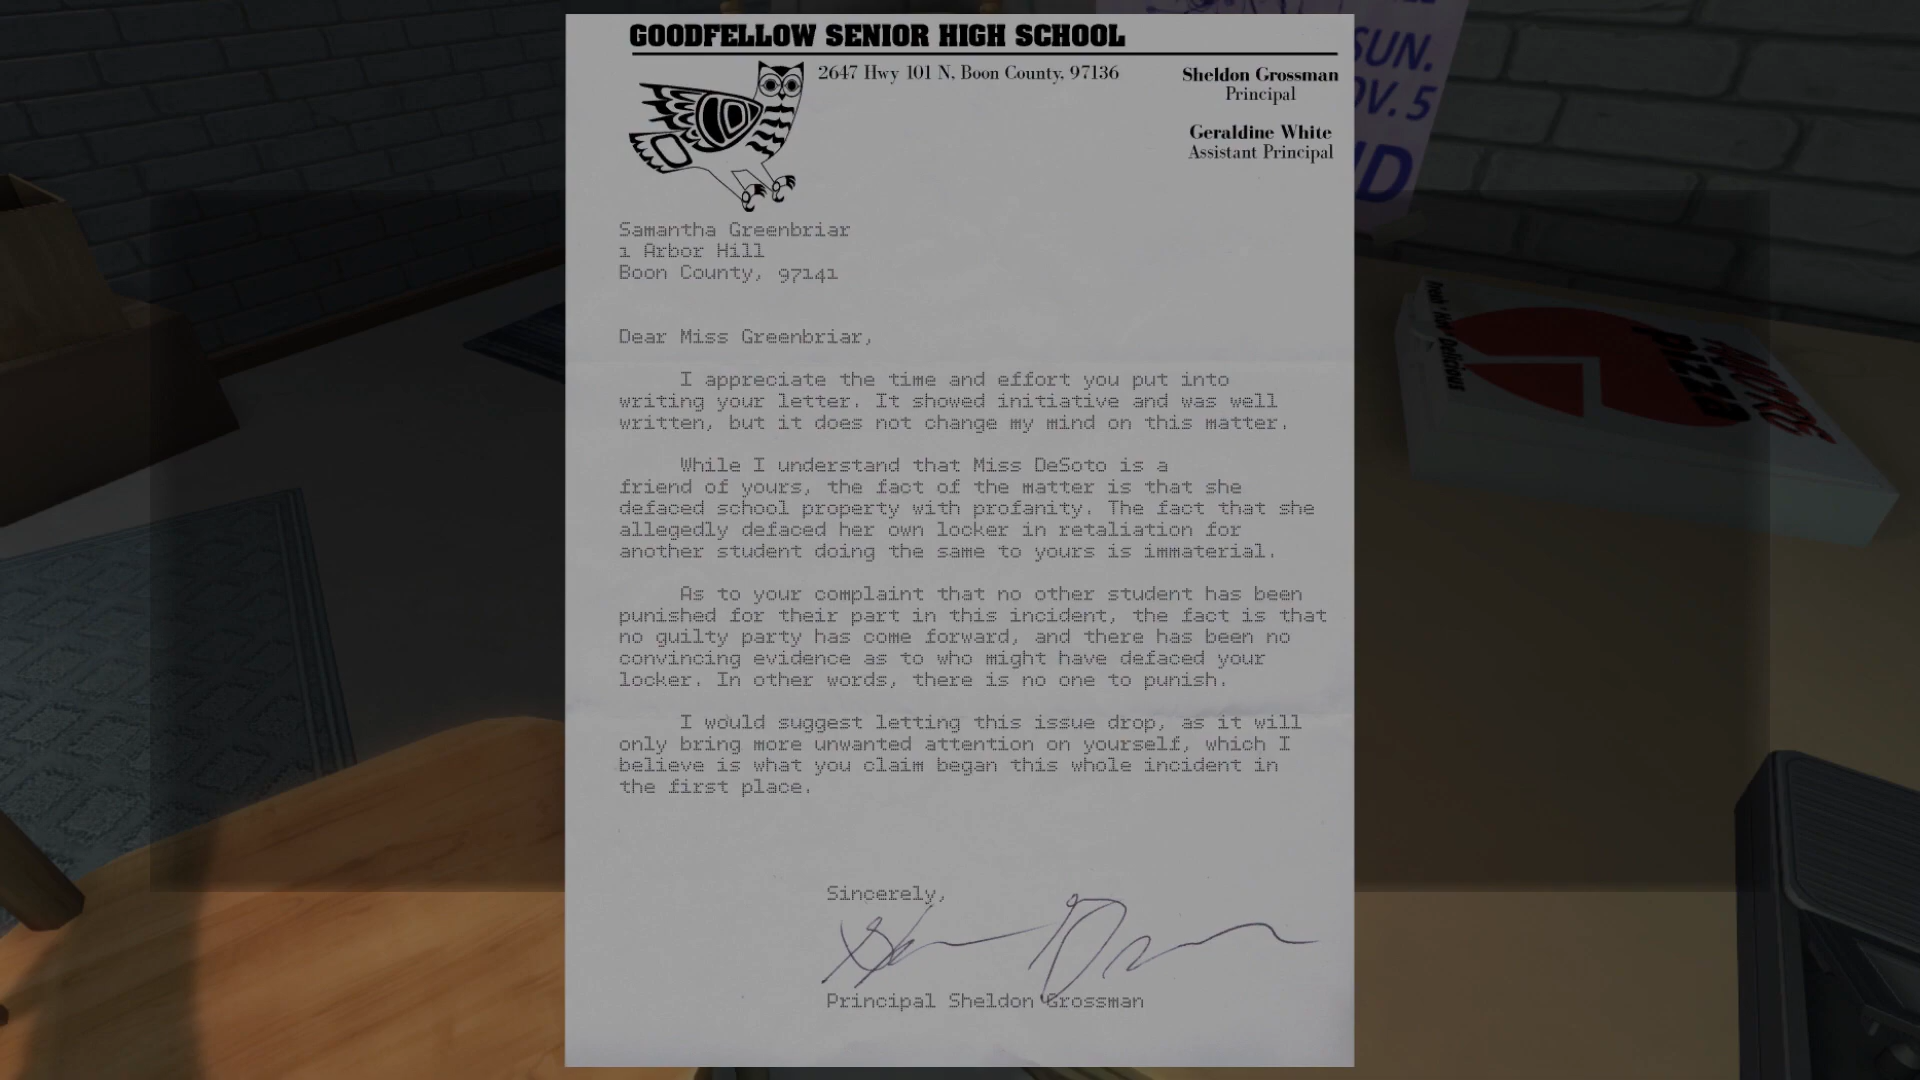 GOODFELLOW SENIOR HIGH SCHOOL
2647 Hwy 101 N, Boon County, 97136
Sheldon Grossman
Principal
Geraldine White
Assistant Principal
Samantha Greenbriar
1 Arbor Hill
Boon County, 97141
Dear Miss Greenbriar,
I appreciate the time and effort you put into
writing your letter. It showed initiative and was well
written, but it does not change my mind on this matter.
While I understand that Miss DeSoto is a
friend of yours, the fact of the matter is that she
defaced school property with profanity. The fact that she
allegedly defaced her own locker in retaliation for
another student doing the same to yours is immaterial.
As to your complaint that no other student has been
punished for their part in this incident, the fact is that
no guilty party has come forward, and there has been no
convincing evidence as to who might have defaced your
locker. In other words, there is no one to punish.
I would suggest letting this issue drop, as it will
only bring more unwanted attention on yourself, which I
believe is what you claim began this whole incident in
the first place.
Sincerely,
Principal Sheldon Grossman
SUN.
OV. 5
Fresh Hot Delicious
PIZZA